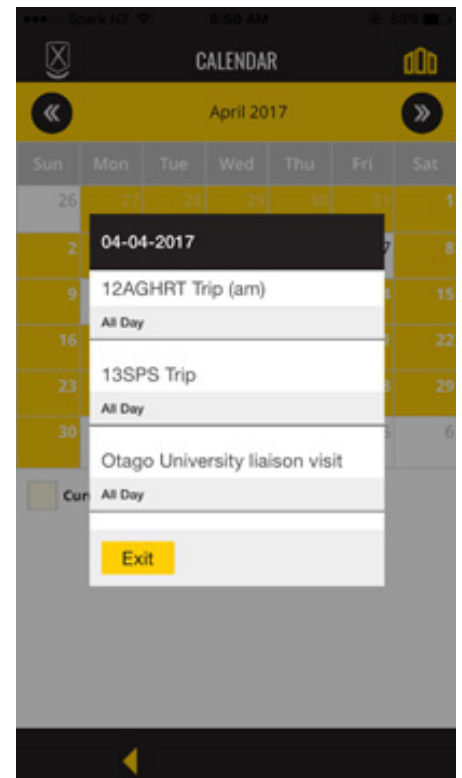 Spark NZ 8:50 AM 58%
CALENDAR
April 2017
Sun Mon Tue Wed Thu Fri Sat
26 27 28 29 30 31 1
2 7 8
9 15
16 22
23 29
30 6
04-04-2017
12AGHRT Trip (am)
All Day
13SPS Trip
All Day
Otago University liaison visit
All Day
Exit